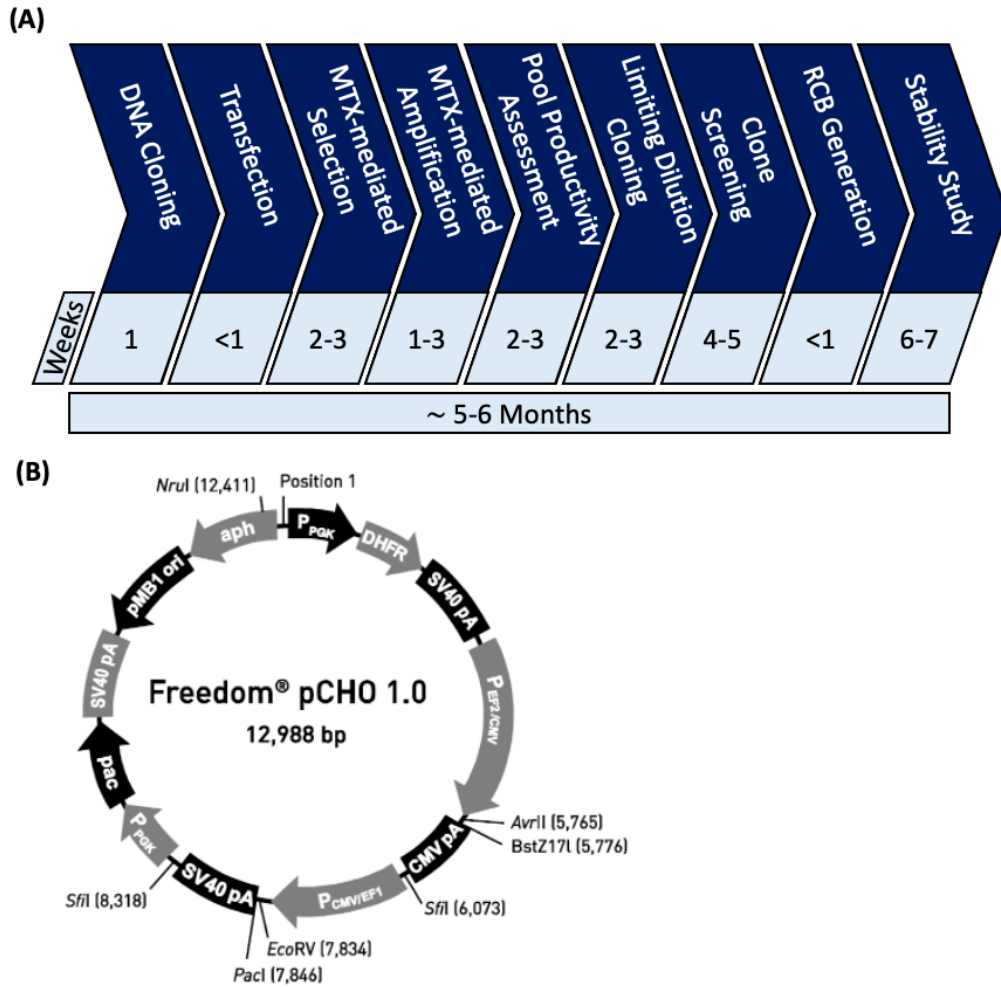 (A)
DNA Cloning
Transfection
MTX-mediated
Selection
MTX-mediated
Amplification
Pool Productivity
Assessment
Limiting Dilution
Cloning
Clone
Screening
RCB Generation
Stability Study
Weeks
1
<1
2-3
1-3
2-3
2-3
4-5
<1
6-7
~ 5-6 Months
(B)
NruI (12,411)
Position 1
aph
PPGK
DHFR
pMB1 ori
SV40 pA
SV40 pA
PEF2/CMV
Freedom® pCHO 1.0
12,988 bp
pac
PPGK
AvrII (5,765)
BstZ17I (5,776)
CMV pA
SfiI (8,318)
SV40 pA
PCMV/EF1
SfiI (6,073)
EcoRV (7,834)
PacI (7,846)